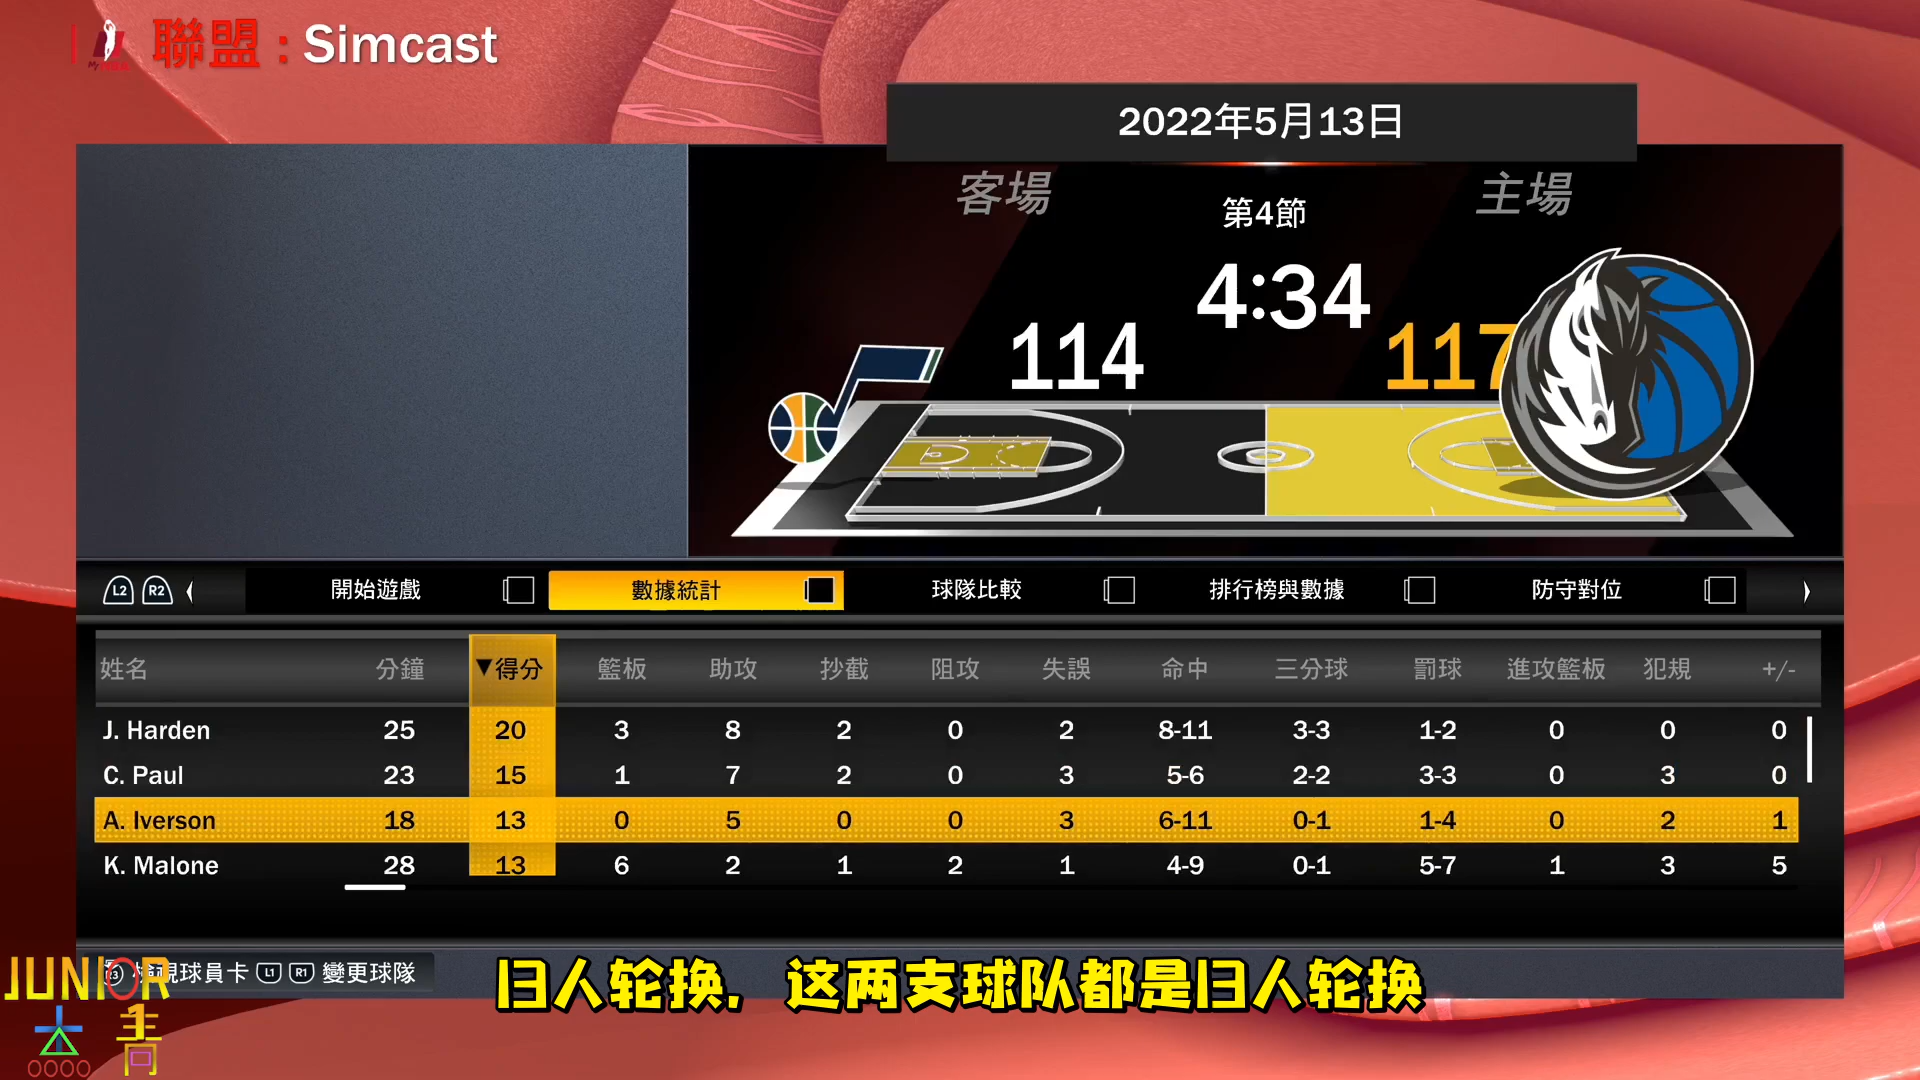 聯盟 : Simcast
2022年5月13日
客場
主場
第4節
4:34
114
117
L2 R2 開始遊戲 數據統計 球隊比較 排行榜與數據 防守對位
姓名 分鐘 ▼得分 籃板 助攻 抄截 阻攻 失誤 命中 三分球 罰球 進攻籃板 犯規 +/-
J. Harden 25 20 3 8 2 0 2 8-11 3-3 1-2 0 0 0
C. Paul 23 15 1 7 2 0 3 5-6 2-2 3-3 0 3 0
A. Iverson 18 13 0 5 0 0 3 6-11 0-1 1-4 0 2 1
K. Malone 28 13 6 2 1 2 1 4-9 0-1 5-7 1 3 5
檢視球員卡 L1 R1 變更球隊
JUNIOR
旧人轮换，这两支球队都是旧人轮换